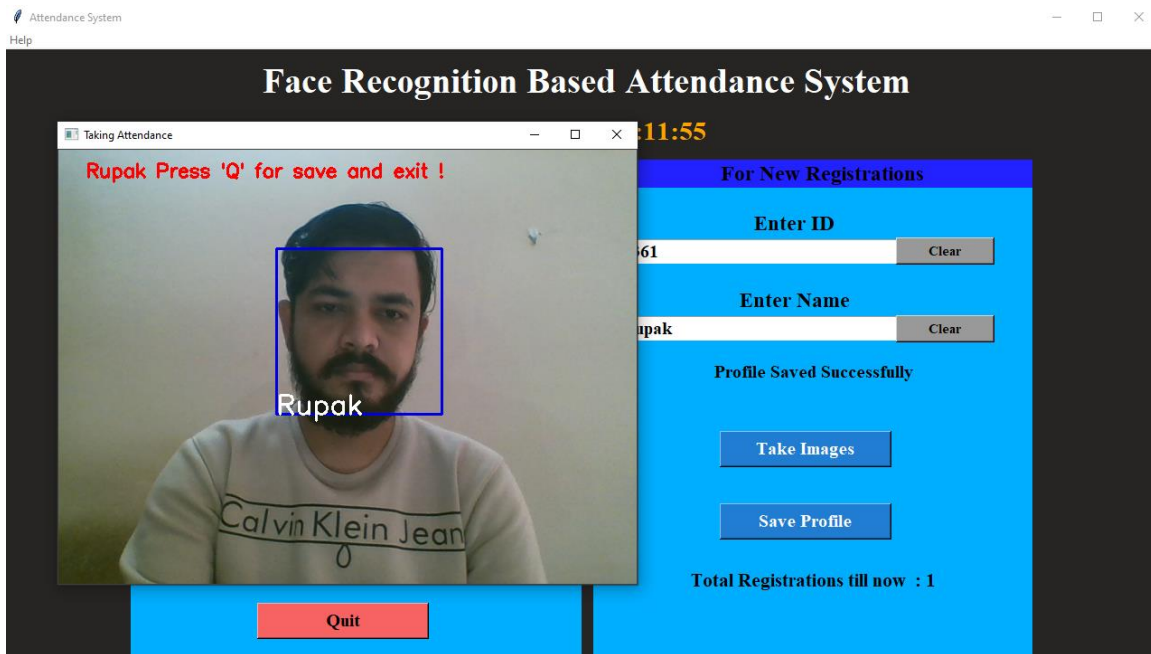 Attendance System
Help
Face Recognition Based Attendance System
:11:55
Taking Attendance
Rupak Press 'Q' for save and exit !
Rupak
Calvin Klein Jean
For New Registrations
Enter ID
61
Clear
Enter Name
upak
Clear
Profile Saved Successfully
Take Images
Save Profile
Total Registrations till now : 1
Quit